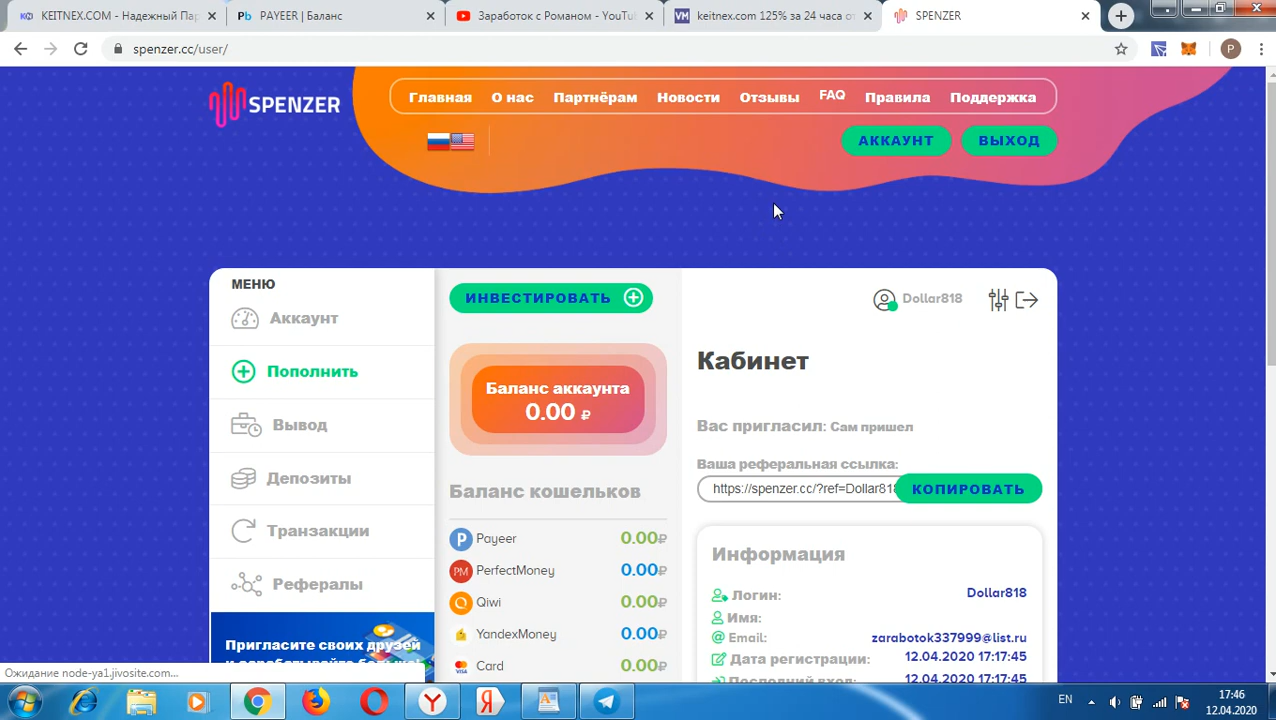 KEITNEX.COM - Надежный Пар
PAYEER | Баланс
Заработок с Романом - YouTu
keitnex.com 125% за 24 часа от
SPENZER
spenzer.cc/user/
P
SPENZER
Главная О нас Партнёрам Новости Отзывы FAQ Правила Поддержка
АККАУНТ ВЫХОД
МЕНЮ
Аккаунт
Пополнить
Вывод
Депозиты
Транзакции
Рефералы
Пригласите своих друзей
ИНВЕСТИРОВАТЬ
Баланс аккаунта
0.00 ₽
Баланс кошельков
Payeer 0.00₽
PerfectMoney 0.00₽
Qiwi 0.00₽
YandexMoney 0.00₽
Card 0.00₽
Dollar818
Кабинет
Вас пригласил: Сам пришел
Ваша реферальная ссылка:
https://spenzer.cc/?ref=Dollar818 КОПИРОВАТЬ
Информация
Логин: Dollar818
Имя:
Email: zarabotok337999@list.ru
Дата регистрации: 12.04.2020 17:17:45
Последний вход: 12.04.2020 17:17:45
Ожидание node-ya1.jivosite.com...
EN
17:46
12.04.2020